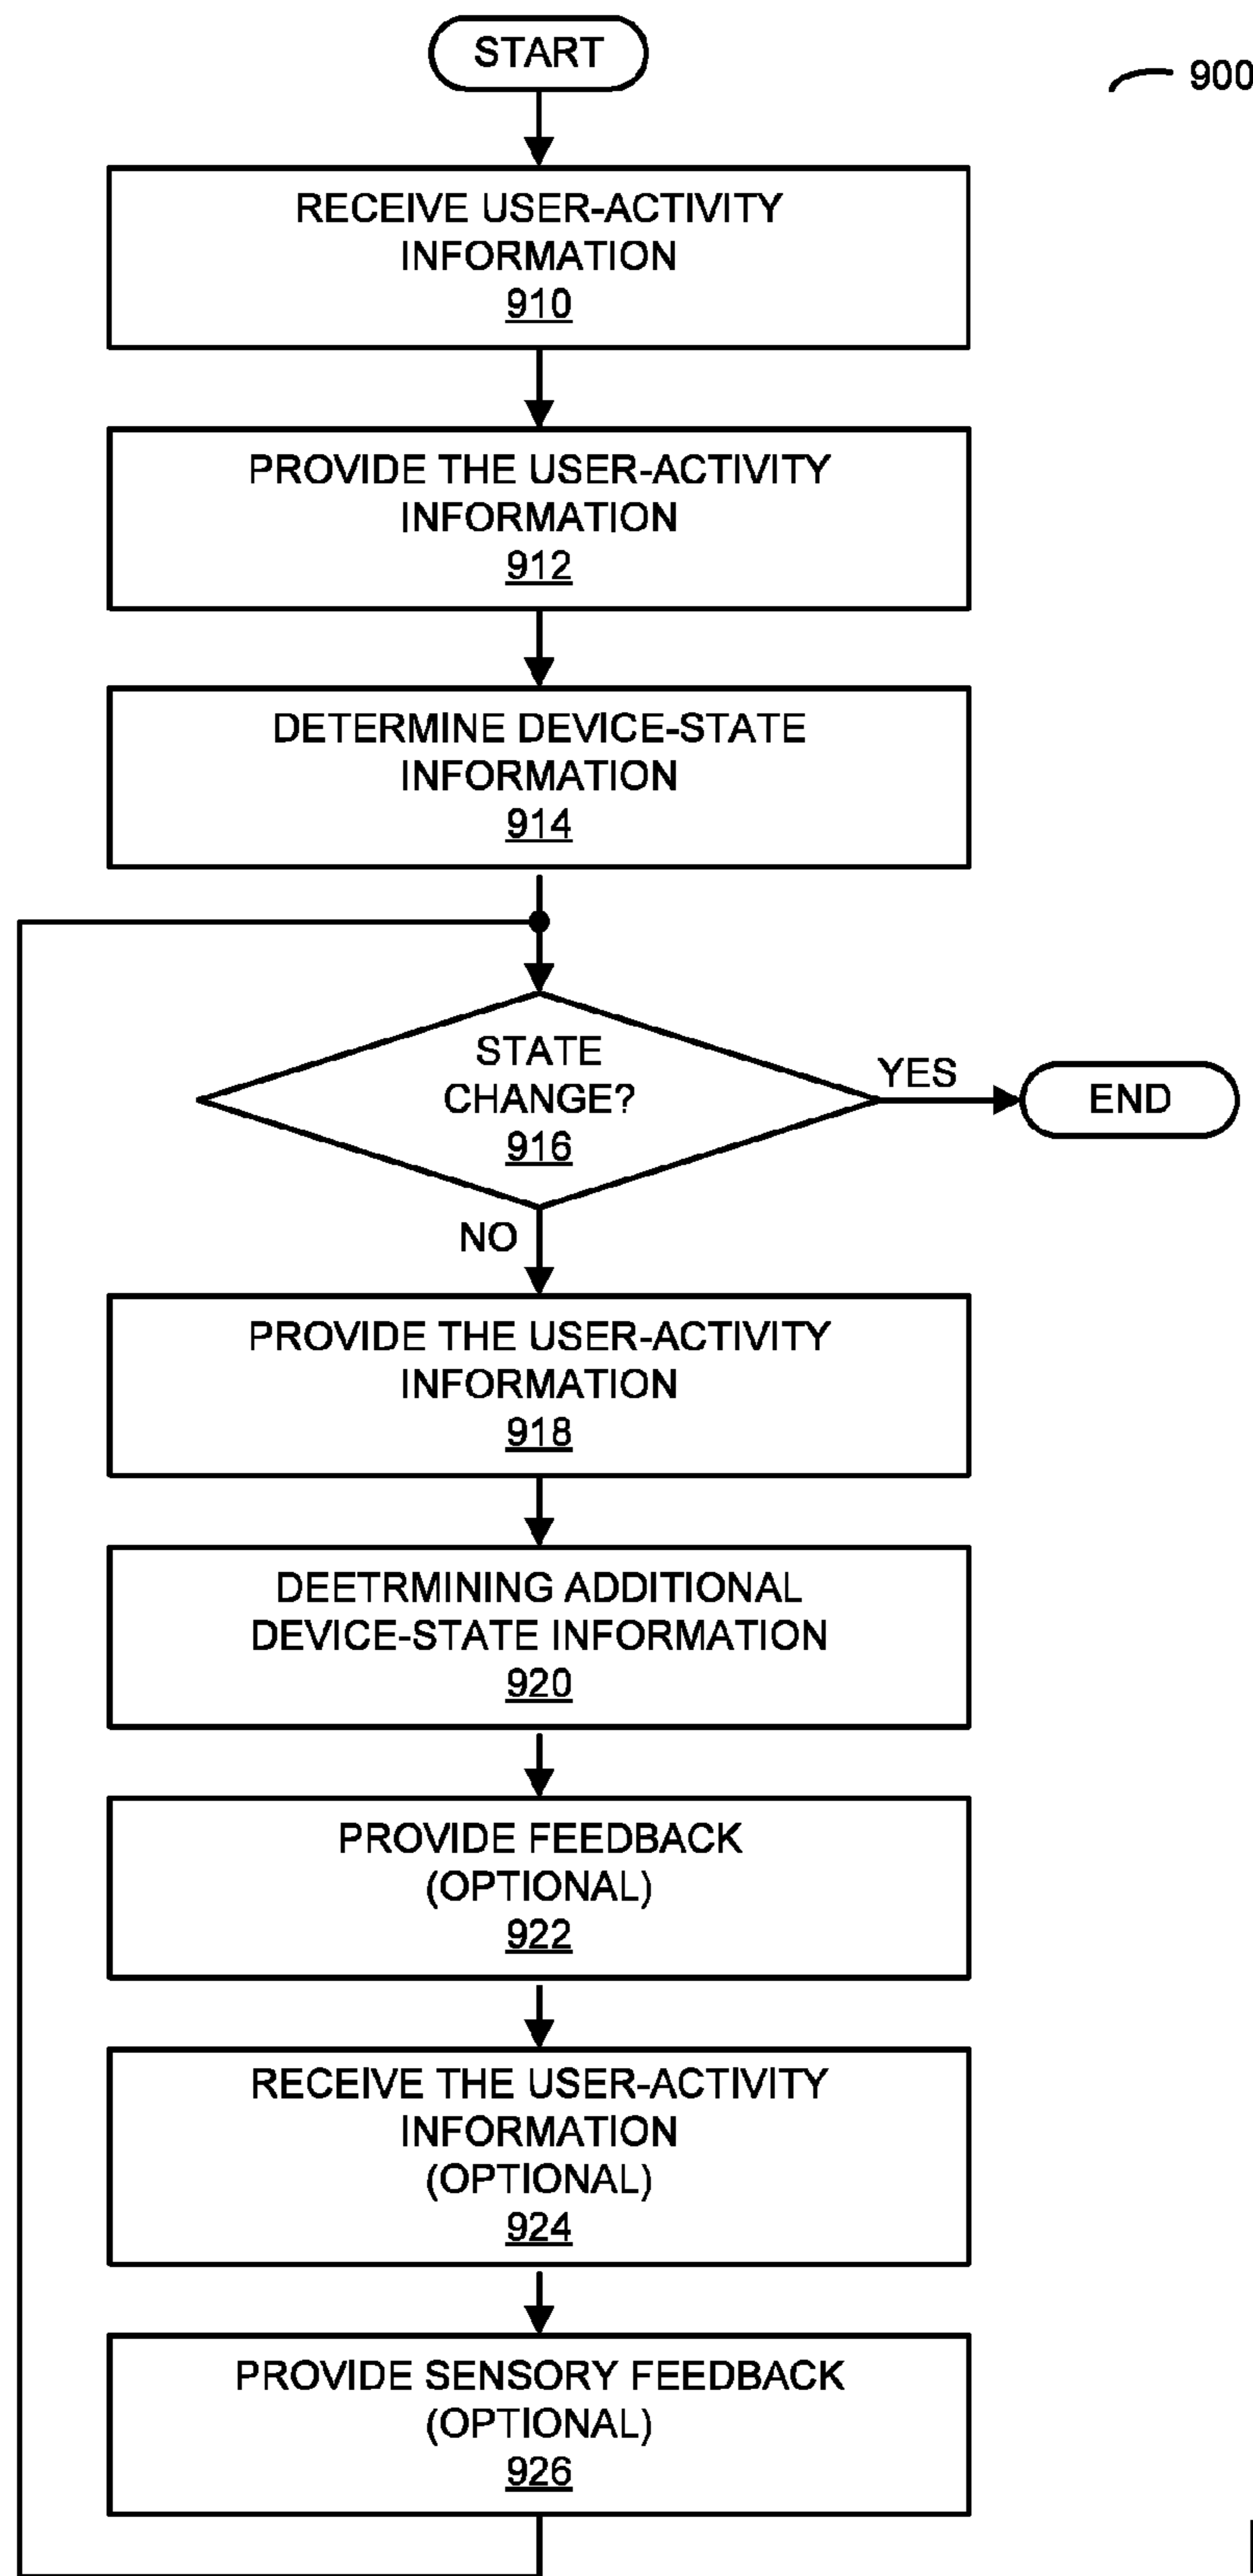 START
900
RECEIVE USER-ACTIVITY
INFORMATION
910
PROVIDE THE USER-ACTIVITY
INFORMATION
912
DETERMINE DEVICE-STATE
INFORMATION
914
STATE
CHANGE?
916
YES
END
NO
PROVIDE THE USER-ACTIVITY
INFORMATION
918
DEETRMINING ADDITIONAL
DEVICE-STATE INFORMATION
920
PROVIDE FEEDBACK
(OPTIONAL)
922
RECEIVE THE USER-ACTIVITY
INFORMATION
(OPTIONAL)
924
PROVIDE SENSORY FEEDBACK
(OPTIONAL)
926